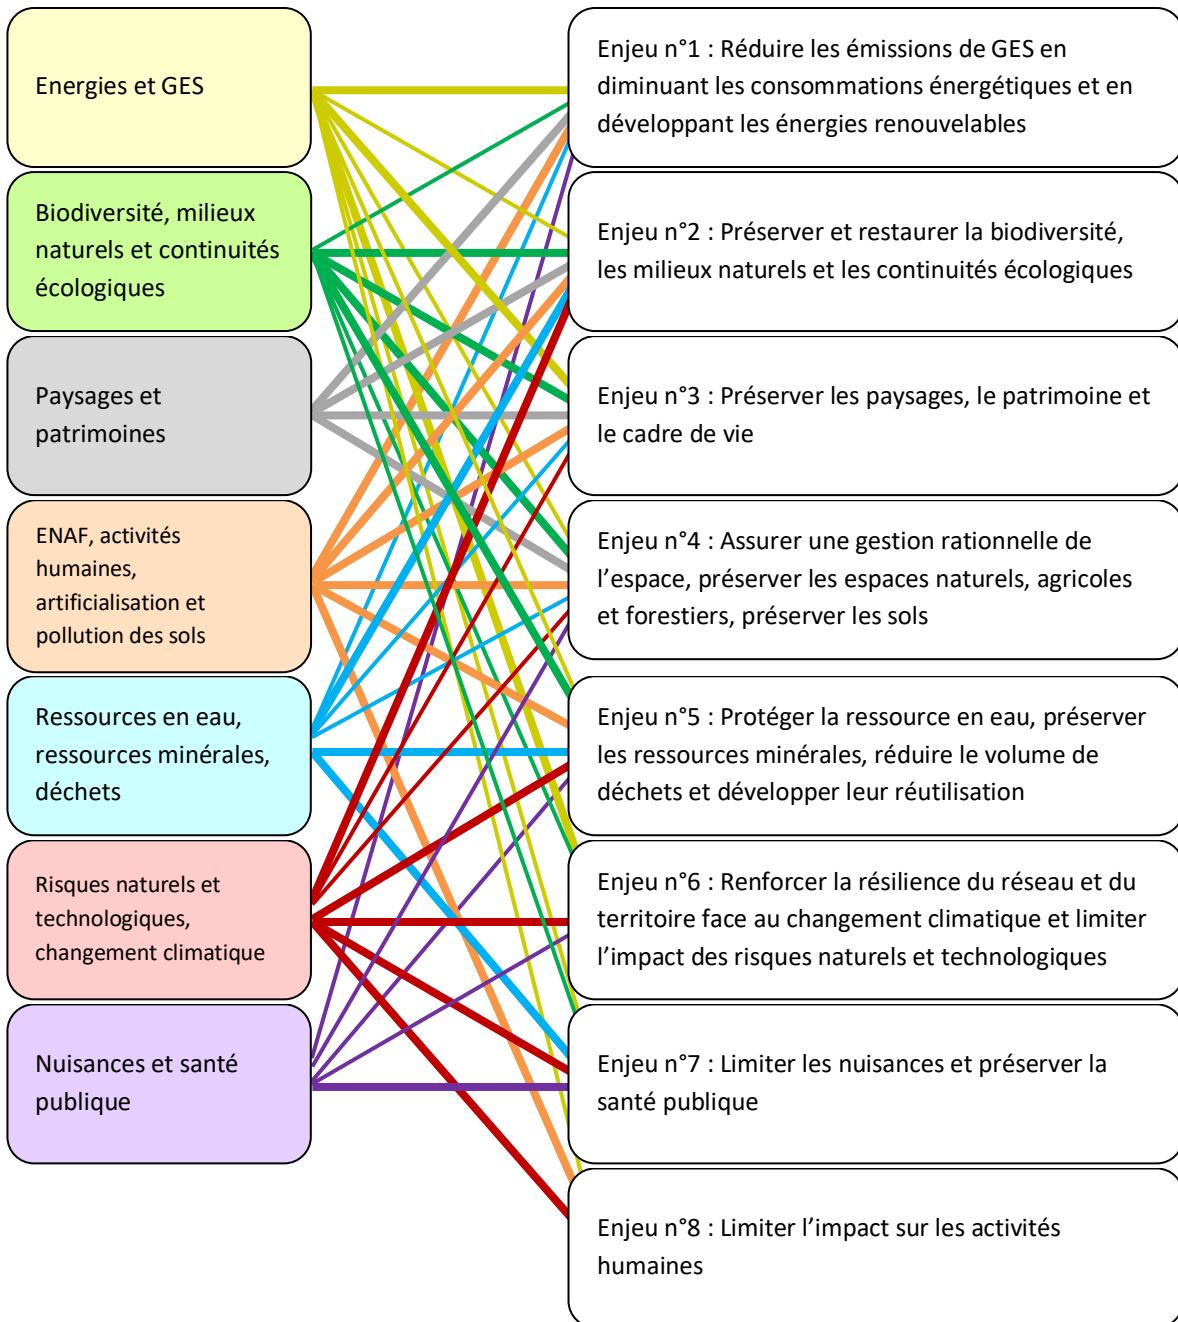 Energies et GES
Biodiversité, milieux
naturels et continuités
écologiques
Paysages et
patrimoines
ENAF, activités
humaines,
artificialisation et
pollution des sols
Ressources en eau,
ressources minérales,
déchets
Risques naturels et
technologiques,
changement climatique
Nuisances et santé
publique
Enjeu n°1 : Réduire les émissions de GES en
diminuant les consommations énergétiques et en
développant les énergies renouvelables
Enjeu n°2 : Préserver et restaurer la biodiversité,
les milieux naturels et les continuités écologiques
Enjeu n°3 : Préserver les paysages, le patrimoine et
le cadre de vie
Enjeu n°4 : Assurer une gestion rationnelle de
l’espace, préserver les espaces naturels, agricoles
et forestiers, préserver les sols
Enjeu n°5 : Protéger la ressource en eau, préserver
les ressources minérales, réduire le volume de
déchets et développer leur réutilisation
Enjeu n°6 : Renforcer la résilience du réseau et du
territoire face au changement climatique et limiter
l’impact des risques naturels et technologiques
Enjeu n°7 : Limiter les nuisances et préserver la
santé publique
Enjeu n°8 : Limiter l’impact sur les activités
humaines